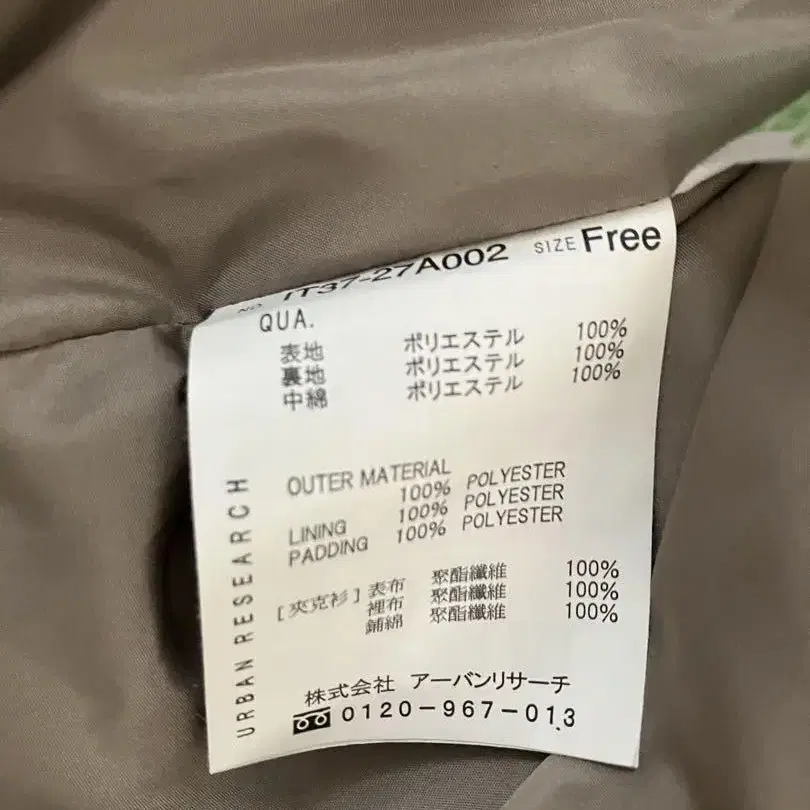 NO. IT37-27A002 SIZE Free
QUA.
表地 ポリエステル 100%
裏地 ポリエステル 100%
中綿 ポリエステル 100%
OUTER MATERIAL
100% POLYESTER
LINING 100% POLYESTER
PADDING 100% POLYESTER
[夾克衫] 表布 聚酯纖維 100%
裡布 聚酯纖維 100%
鋪綿 聚酯纖維 100%
URBAN RESEARCH
株式会社 アーバンリサーチ
0120-967-013